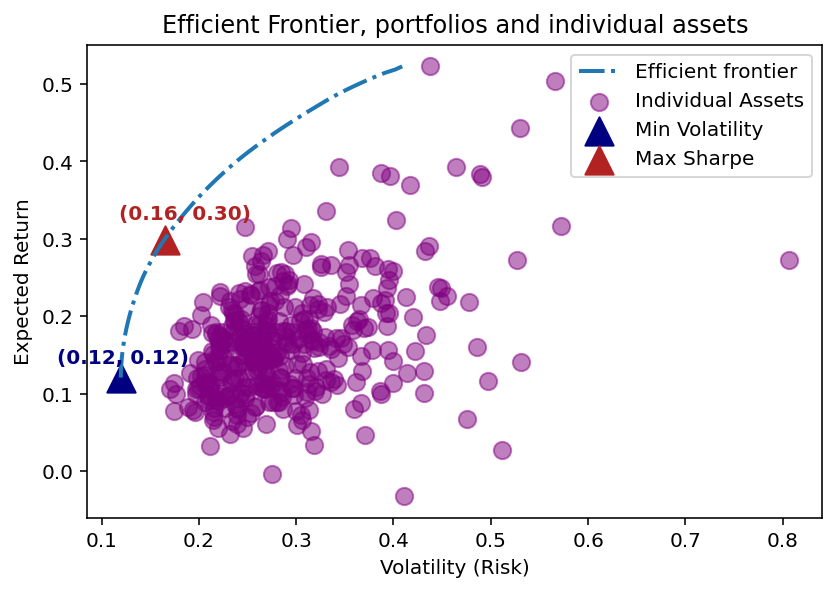 Efficient Frontier, portfolios and individual assets
Efficient frontier
Individual Assets
Min Volatility
Max Sharpe
(0.16, 0.30)
(0.12, 0.12)
Expected Return
0.5
0.4
0.3
0.2
0.1
0.0
0.1 0.2 0.3 0.4 0.5 0.6 0.7 0.8
Volatility (Risk)